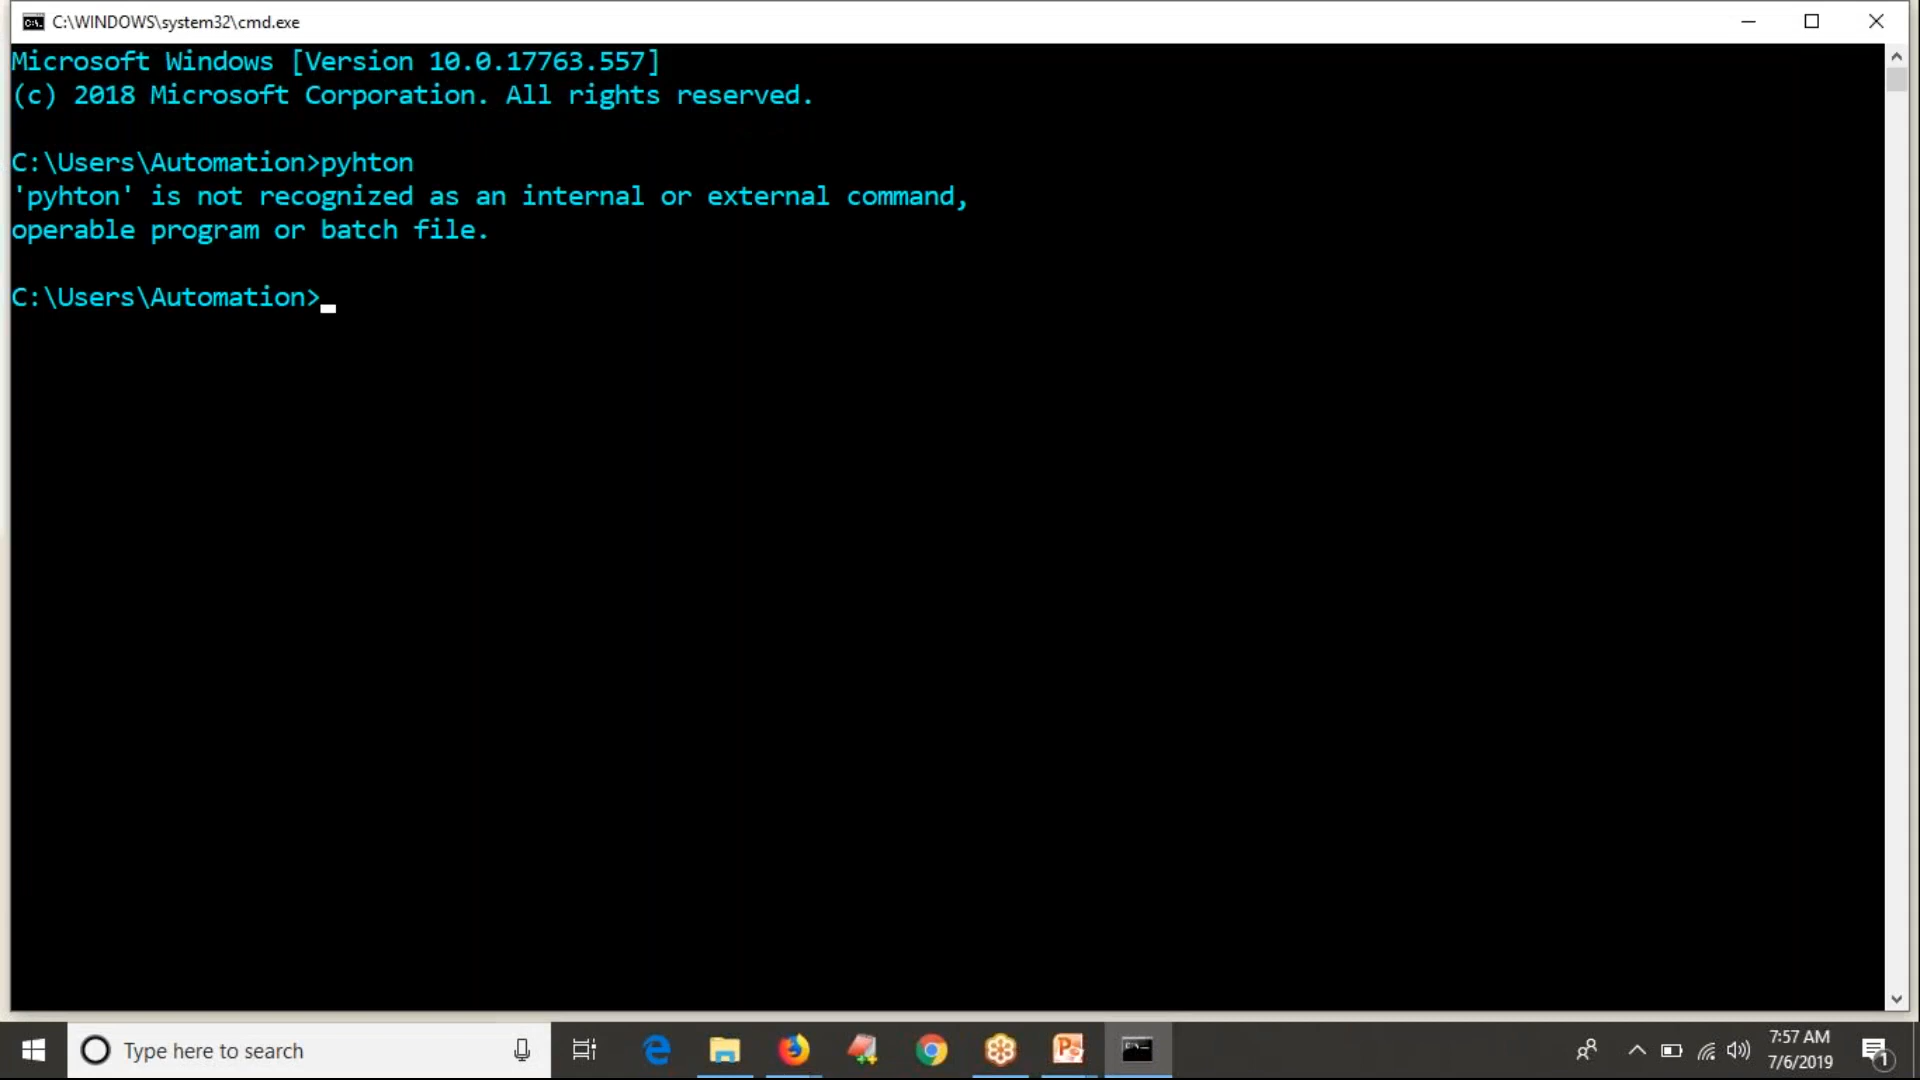 C:\WINDOWS\system32\cmd.exe
Microsoft Windows [Version 10.0.17763.557]
(c) 2018 Microsoft Corporation. All rights reserved.
C:\Users\Automation>pyhton
'pyhton' is not recognized as an internal or external command,
operable program or batch file.
C:\Users\Automation>
Type here to search
7:57 AM
7/6/2019
1